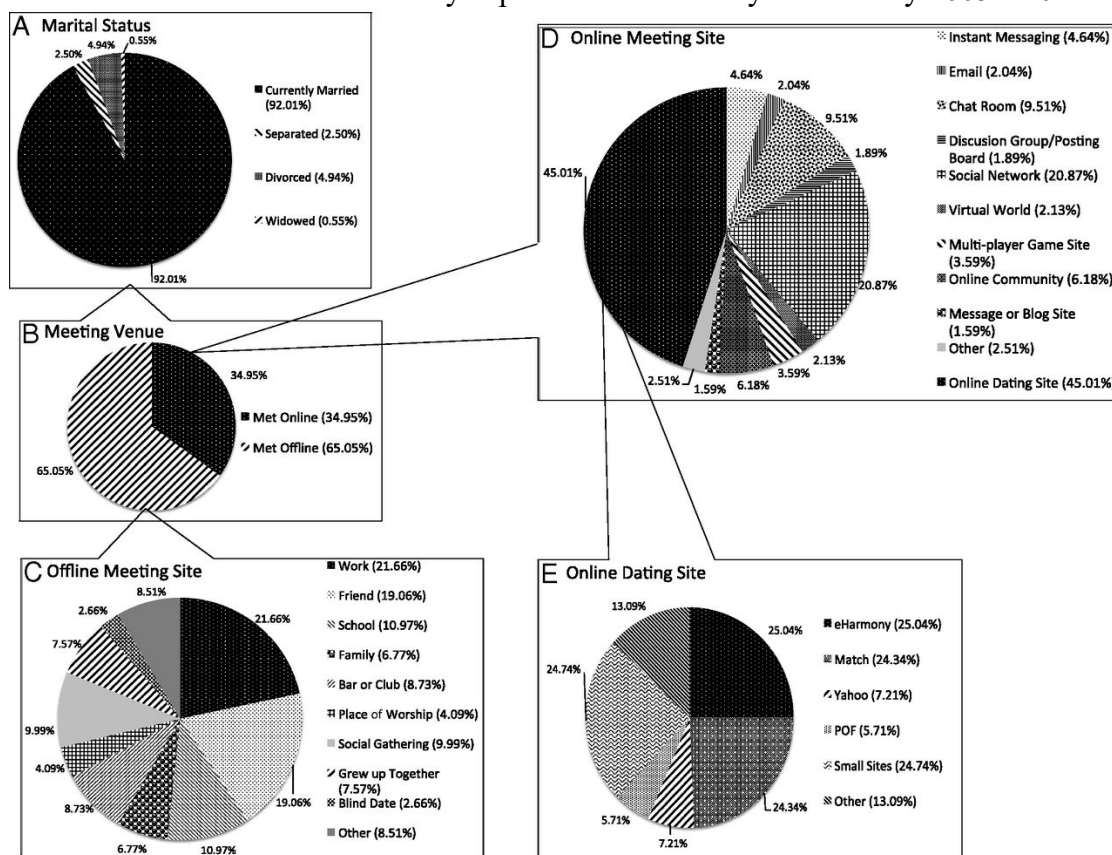 A Marital Status
2.50%
4.94%
0.55%
92.01%
Currently Married
(92.01%)
Separated (2.50%)
Divorced (4.94%)
Widowed (0.55%)
B Meeting Venue
34.95%
65.05%
Met Online (34.95%)
Met Offline (65.05%)
C Offline Meeting Site
21.66%
19.06%
10.97%
6.77%
8.73%
4.09%
9.99%
7.57%
2.66%
8.51%
Work (21.66%)
Friend (19.06%)
School (10.97%)
Family (6.77%)
Bar or Club (8.73%)
Place of Worship (4.09%)
Social Gathering (9.99%)
Grew up Together
(7.57%)
Blind Date (2.66%)
Other (8.51%)
D Online Meeting Site
4.64%
2.04%
9.51%
1.89%
20.87%
2.13%
3.59%
6.18%
1.59%
2.51%
45.01%
Instant Messaging (4.64%)
Email (2.04%)
Chat Room (9.51%)
Discusion Group/Posting
Board (1.89%)
Social Network (20.87%)
Virtual World (2.13%)
Multi-player Game Site
(3.59%)
Online Community (6.18%)
Message or Blog Site
(1.59%)
Other (2.51%)
Online Dating Site (45.01%)
E Online Dating Site
25.04%
24.34%
7.21%
5.71%
24.74%
13.09%
eHarmony (25.04%)
Match (24.34%)
Yahoo (7.21%)
POF (5.71%)
Small Sites (24.74%)
Other (13.09%)